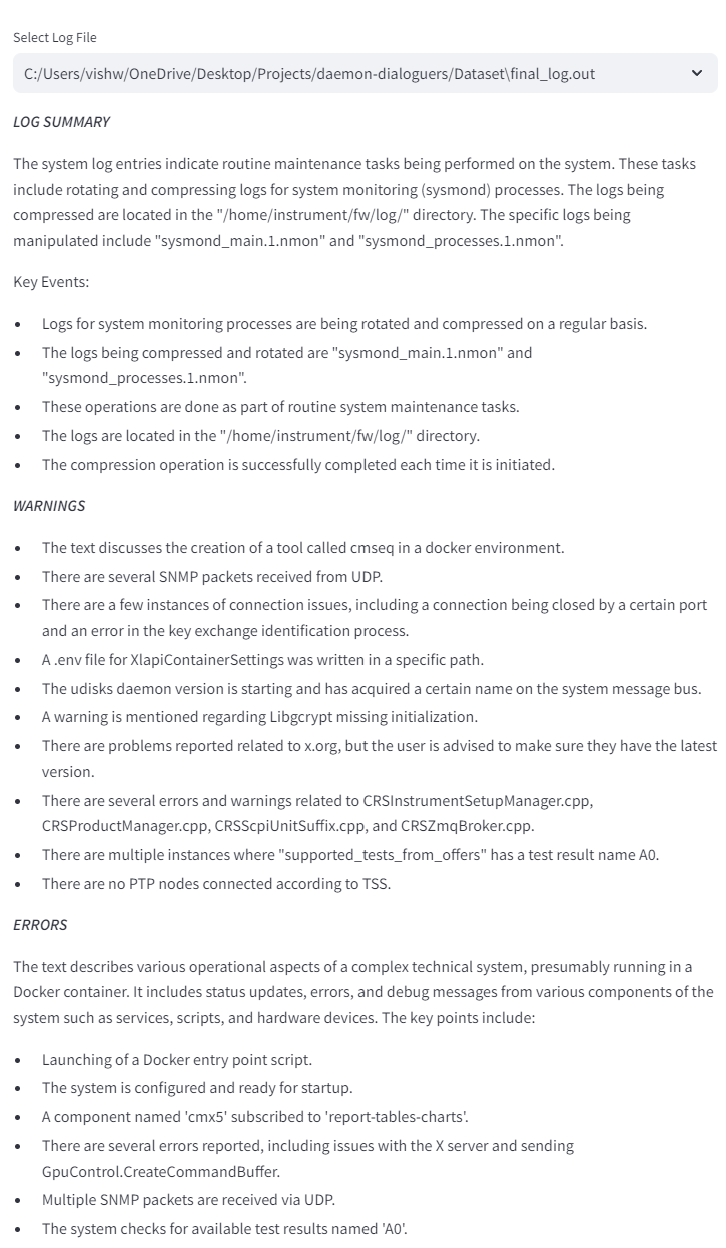 Select Log File
C:/Users/vishw/OneDrive/Desktop/Projects/daemon-dialoguers/Dataset\final_log.out
LOG SUMMARY
The system log entries indicate routine maintenance tasks being performed on the system. These tasks
include rotating and compressing logs for system monitoring (sysmond) processes. The logs being
compressed are located in the "/home/instrument/fw/log/" directory. The specific logs being
manipulated include "sysmond_main.1.nmon" and "sysmond_processes.1.nmon".
Key Events:
• Logs for system monitoring processes are being rotated and compressed on a regular basis.
• The logs being compressed and rotated are "sysmond_main.1.nmon" and
"sysmond_processes.1.nmon".
• These operations are done as part of routine system maintenance tasks.
• The logs are located in the "/home/instrument/fw/log/" directory.
• The compression operation is successfully completed each time it is initiated.
WARNINGS
• The text discusses the creation of a tool called cmseq in a docker environment.
• There are several SNMP packets received from UDP.
• There are a few instances of connection issues, including a connection being closed by a certain port
and an error in the key exchange identification process.
• A .env file for XlapiContainerSettings was written in a specific path.
• The udisks daemon version is starting and has acquired a certain name on the system message bus.
• A warning is mentioned regarding Libgcrypt missing initialization.
• There are problems reported related to x.org, but the user is advised to make sure they have the latest
version.
• There are several errors and warnings related to CRSInstrumentSetupManager.cpp,
CRSProductManager.cpp, CRSScpiUnitSuffix.cpp, and CRSZmqBroker.cpp.
• There are multiple instances where "supported_tests_from_offers" has a test result name A0.
• There are no PTP nodes connected according to TSS.
ERRORS
The text describes various operational aspects of a complex technical system, presumably running in a
Docker container. It includes status updates, errors, and debug messages from various components of the
system such as services, scripts, and hardware devices. The key points include:
• Launching of a Docker entry point script.
• The system is configured and ready for startup.
• A component named 'cmx5' subscribed to 'report-tables-charts'.
• There are several errors reported, including issues with the X server and sending
GpuControl.CreateCommandBuffer.
• Multiple SNMP packets are received via UDP.
• The system checks for available test results named 'A0'.